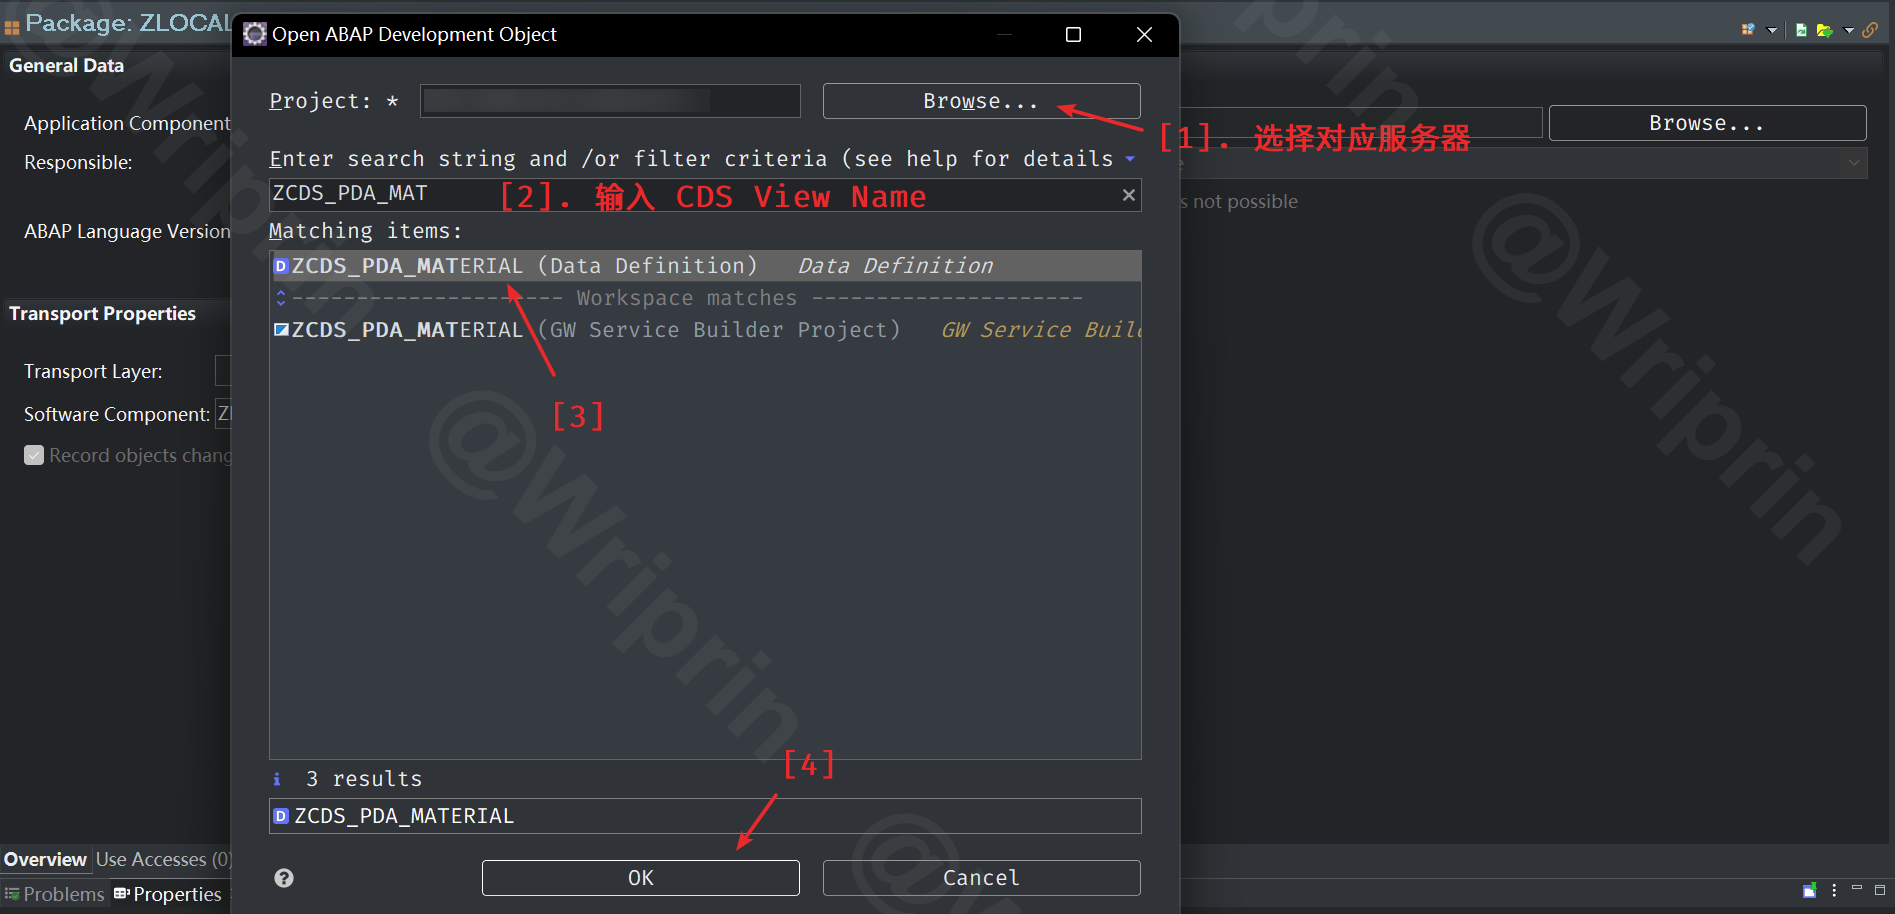 Package: ZLOCAL
Open ABAP Development Object
General Data
Project: *
Browse...
[1]. 选择对应服务器
Browse...
Application Component
Responsible:
Enter search string and /or filter criteria (see help for details
ZCDS_PDA_MAT
[2]. 输入 CDS View Name
s not possible
ABAP Language Version
Matching items:
D ZCDS_PDA_MATERIAL (Data Definition) Data Definition
--------------------- Workspace matches ---------------------
ZCDS_PDA_MATERIAL (GW Service Builder Project) GW Service Buil
Transport Properties
Transport Layer:
Software Component:
[3]
Record objects chang
[4]
3 results
D ZCDS_PDA_MATERIAL
Overview
Use Accesses (0)
OK
Cancel
Problems
Properties
@Wriprin
@Wriprin
@Wriprin
@Wriprin